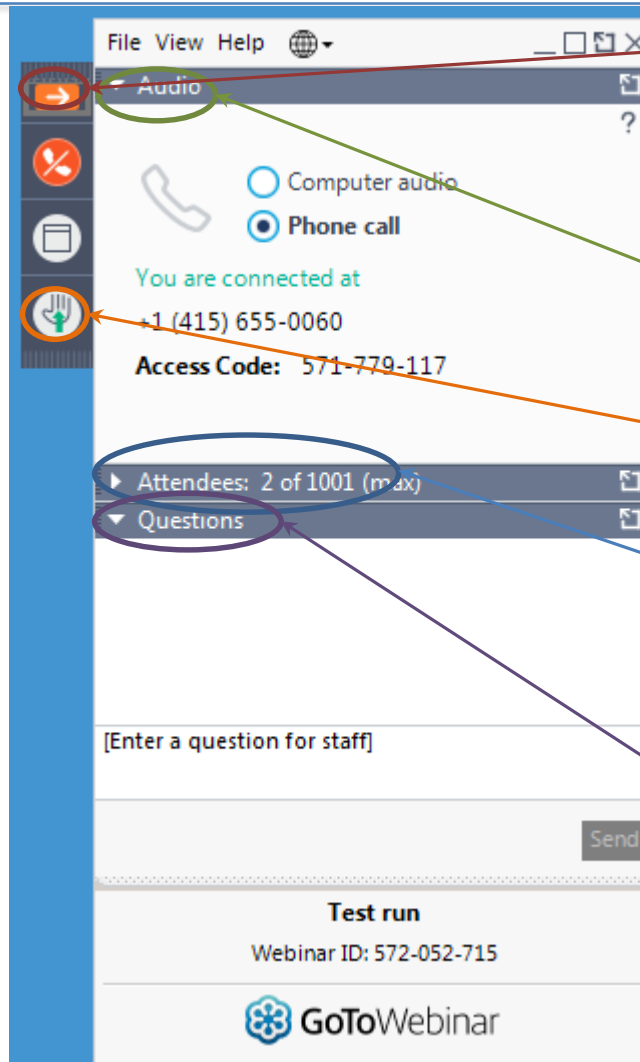 File View Help
Audio
?
Computer audio
Phone call
You are connected at
+1 (415) 655-0060
Access Code: 571-779-117
Attendees: 2 of 1001 (max)
Questions
[Enter a question for staff]
Send
Test run
Webinar ID: 572-052-715
GoToWebinar